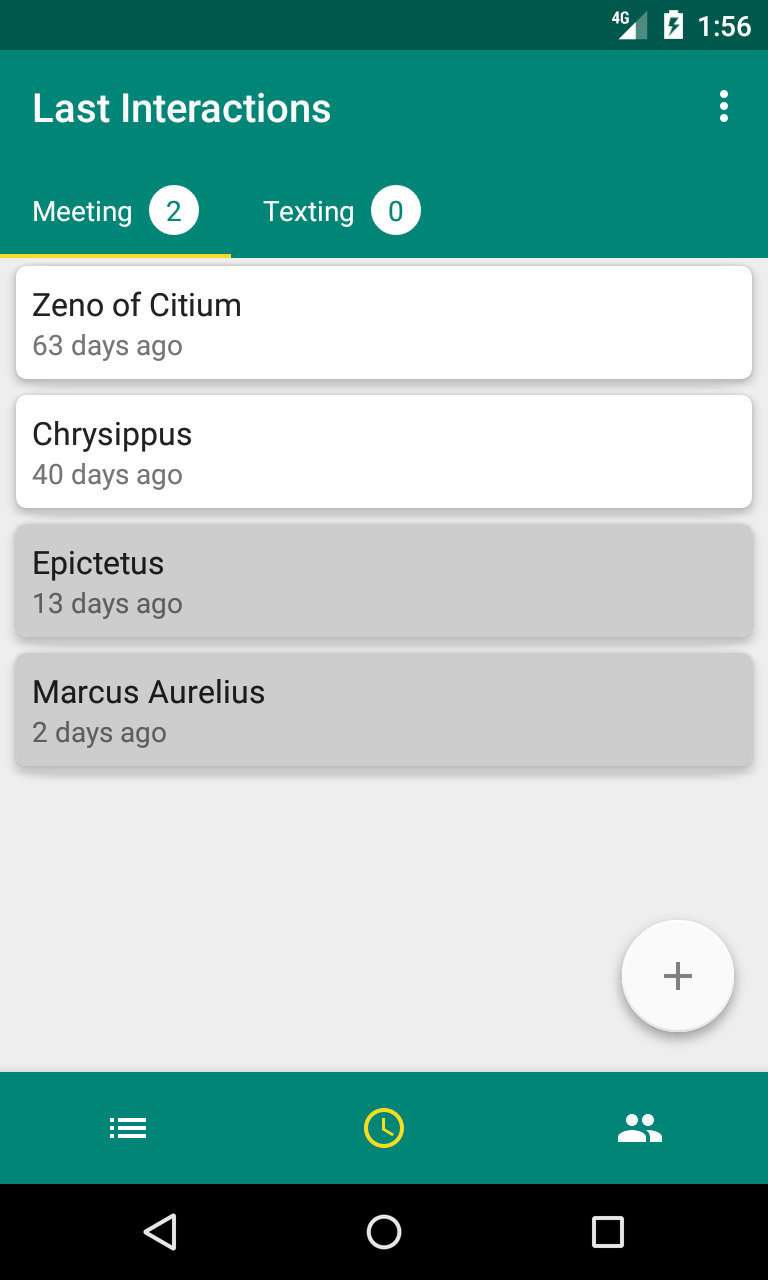 4G 1:56
Last Interactions
Meeting 2 Texting 0
Zeno of Citium
63 days ago
Chrysippus
40 days ago
Epictetus
13 days ago
Marcus Aurelius
2 days ago